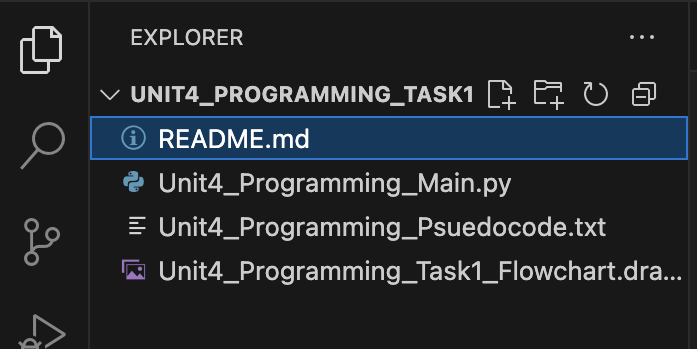 EXPLORER ...
UNIT4_PROGRAMMING_TASK1
README.md
Unit4_Programming_Main.py
Unit4_Programming_Psuedocode.txt
Unit4_Programming_Task1_Flowchart.dra...